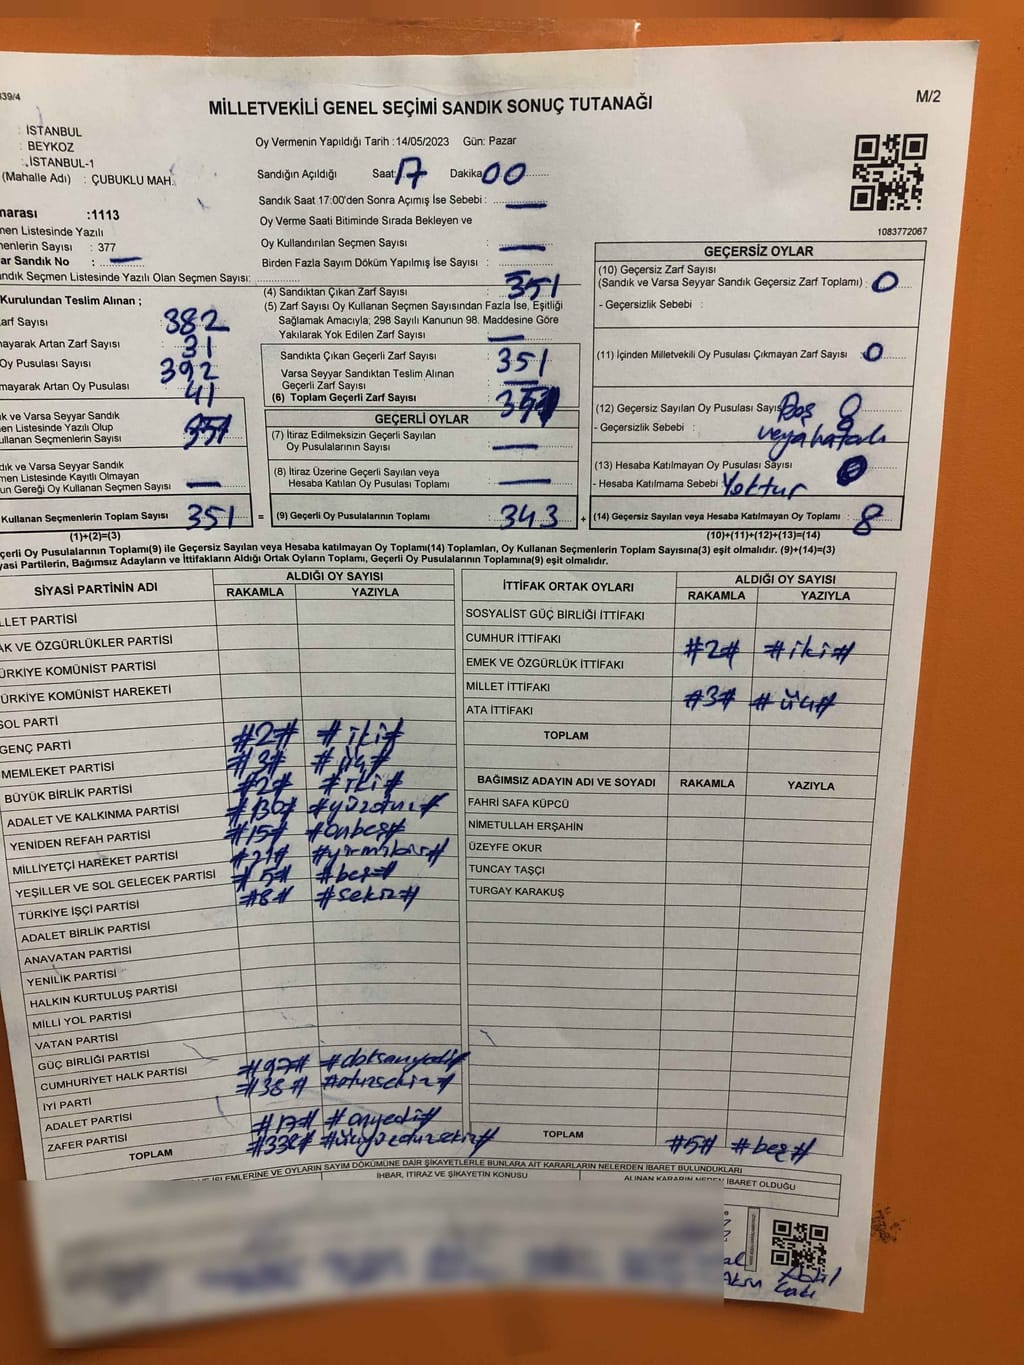 39/4
M/2
MİLLETVEKİLİ GENEL SEÇİMİ SANDIK SONUÇ TUTANAĞI
: İSTANBUL
: BEYKOZ
: İSTANBUL-1
(Mahalle Adı) : ÇUBUKLU MAH.
:1113
: 377
Sandık No : —
Sandık Seçmen Listesinde Yazılı Olan Seçmen Sayısı:
Kurulundan Teslim Alınan ;
Zarf Sayısı : 382
Artan Zarf Sayısı : 31
Oy Pusulası Sayısı : 392
Artan Oy Pusulası : 41
ve Varsa Seyyar Sandık
Listesinde Yazılı Olup
Kullanan Seçmenlerin Sayısı : 351
ve Varsa Seyyar Sandık
Listesinde Kayıtlı Olmayan
Gereği Oy Kullanan Seçmen Sayısı : —
Kullanan Seçmenlerin Toplam Sayısı : 351
(1)+(2)=(3)
Oy Vermenin Yapıldığı Tarih :14/05/2023 Gün: Pazar
Sandığın Açıldığı Saat: 17 Dakika: 00
Sandık Saat 17:00'den Sonra Açımış İse Sebebi : —
Oy Verme Saati Bitiminde Sırada Bekleyen ve
Oy Kullandırılan Seçmen Sayısı : —
Birden Fazla Sayım Döküm Yapılmış İse Sayısı : —
(4) Sandıktan Çıkan Zarf Sayısı : 351
(5) Zarf Sayısı Oy Kullanan Seçmen Sayısından Fazla İse, Eşitliği
Sağlamak Amacıyla; 298 Sayılı Kanunun 98. Maddesine Göre
Yakılarak Yok Edilen Zarf Sayısı : —
Sandıkta Çıkan Geçerli Zarf Sayısı : 351
Varsa Seyyar Sandıktan Teslim Alınan
Geçerli Zarf Sayısı : —
(6) Toplam Geçerli Zarf Sayısı : 351
GEÇERLİ OYLAR
(7) İtiraz Edilmeksizin Geçerli Sayılan
Oy Pusulalarının Sayısı : —
(8) İtiraz Üzerine Geçerli Sayılan veya
Hesaba Katılan Oy Pusulası Toplamı : —
= (9) Geçerli Oy Pusulalarının Toplamı : 343 +
1083772067
GEÇERSİZ OYLAR
(10) Geçersiz Zarf Sayısı
(Sandık ve Varsa Seyyar Sandık Geçersiz Zarf Toplamı) : 0
- Geçersizlik Sebebi :
(11) İçinden Milletvekili Oy Pusulası Çıkmayan Zarf Sayısı : 0
(12) Geçersiz Sayılan Oy Pusulası Sayısı : 8
- Geçersizlik Sebebi : Boş veya hatalı
(13) Hesaba Katılmayan Oy Pusulası Sayısı
- Hesaba Katılmama Sebebi : Yoktur
(14) Geçersiz Sayılan veya Hesaba Katılmayan Oy Toplamı : 8
(10)+(11)+(12)+(13)=(14)
Geçerli Oy Pusulalarının Toplamı(9) ile Geçersiz Sayılan veya Hesaba katılmayan Oy Toplamı(14) Toplamları, Oy Kullanan Seçmenlerin Toplam Sayısına(3) eşit olmalıdır. (9)+(14)=(3)
Siyasi Partilerin, Bağımsız Adayların ve İttifakların Aldığı Ortak Oyların Toplamı, Geçerli Oy Pusulalarının Toplamına(9) eşit olmalıdır.
SİYASİ PARTİNİN ADI ALDIĞI OY SAYISI
RAKAMLA YAZIYLA
MİLLET PARTİSİ
HAK VE ÖZGÜRLÜKLER PARTİSİ
TÜRKİYE KOMÜNİST PARTİSİ
TÜRKİYE KOMÜNİST HAREKETİ
SOL PARTİ
GENÇ PARTİ #2# #iki#
MEMLEKET PARTİSİ #3# #üç#
BÜYÜK BİRLİK PARTİSİ #2# #iki#
ADALET VE KALKINMA PARTİSİ #130# #yüzotuz#
YENİDEN REFAH PARTİSİ #15# #onbeş#
MİLLİYETÇİ HAREKET PARTİSİ #21# #yirmibir#
YEŞİLLER VE SOL GELECEK PARTİSİ #5# #beş#
TÜRKİYE İŞÇİ PARTİSİ #8# #sekiz#
ADALET BİRLİK PARTİSİ
ANAVATAN PARTİSİ
YENİLİK PARTİSİ
HALKIN KURTULUŞ PARTİSİ
MİLLİ YOL PARTİSİ
VATAN PARTİSİ
GÜÇ BİRLİĞİ PARTİSİ
CUMHURİYET HALK PARTİSİ #97# #doksanyedi#
İYİ PARTİ #38# #otuzsekiz#
ADALET PARTİSİ
ZAFER PARTİSİ #17# #onyedi#
TOPLAM #338# #üçyüzotuzsekiz#
İTTİFAK ORTAK OYLARI ALDIĞI OY SAYISI
RAKAMLA YAZIYLA
SOSYALİST GÜÇ BİRLİĞİ İTTİFAKI
CUMHUR İTTİFAKI #2# #iki#
EMEK VE ÖZGÜRLÜK İTTİFAKI
MİLLET İTTİFAKI #3# #üç#
ATA İTTİFAKI
TOPLAM
BAĞIMSIZ ADAYIN ADI VE SOYADI RAKAMLA YAZIYLA
FAHRİ SAFA KÜPCÜ
NİMETULLAH ERŞAHİN
ÜZEYFE OKUR
TUNCAY TAŞÇI
TURGAY KARAKUŞ
TOPLAM #5# #beş#
İŞLEMLERİNE VE OYLARIN SAYIM DÖKÜMÜNE DAİR ŞİKAYETLERLE BUNLARA AİT KARARLARIN NELERDEN İBARET BULUNDUKLARI
İHBAR, İTİRAZ VE ŞİKAYETİN KONUSU
ALINAN KARARIN NEDEN İBARET OLDUĞU